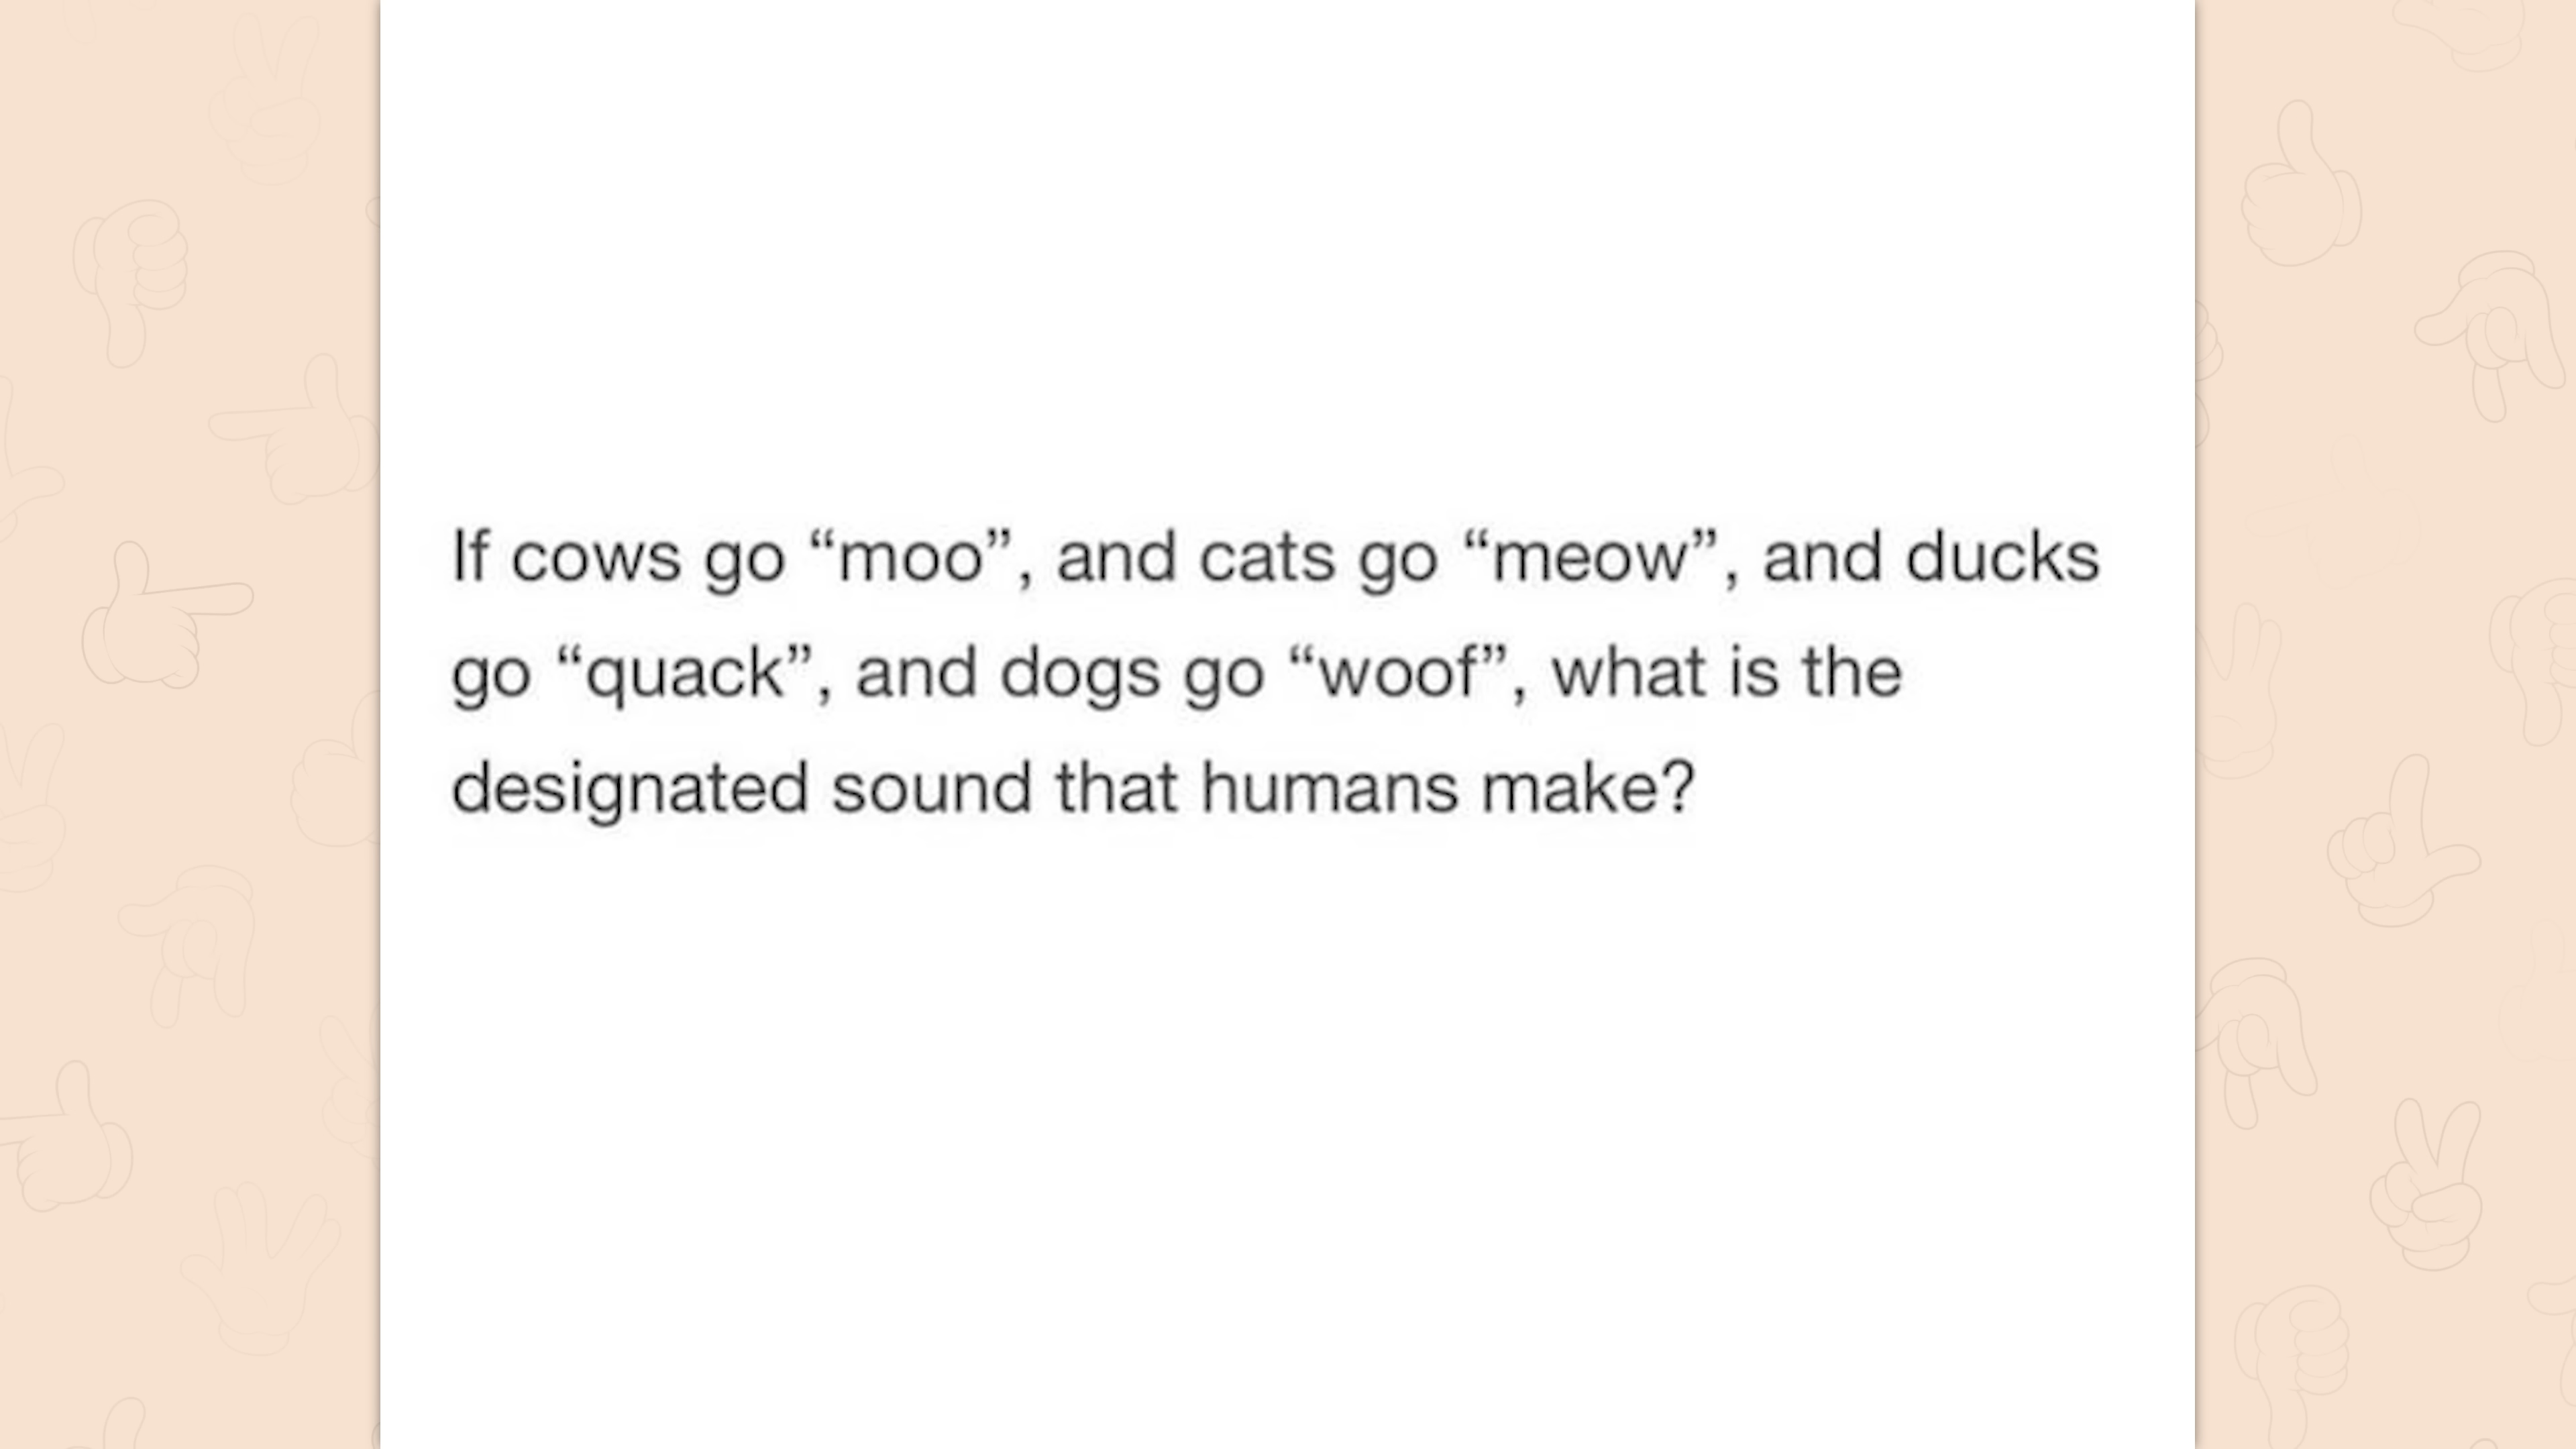 If cows go “moo”, and cats go “meow”, and ducks
go “quack”, and dogs go “woof”, what is the
designated sound that humans make?